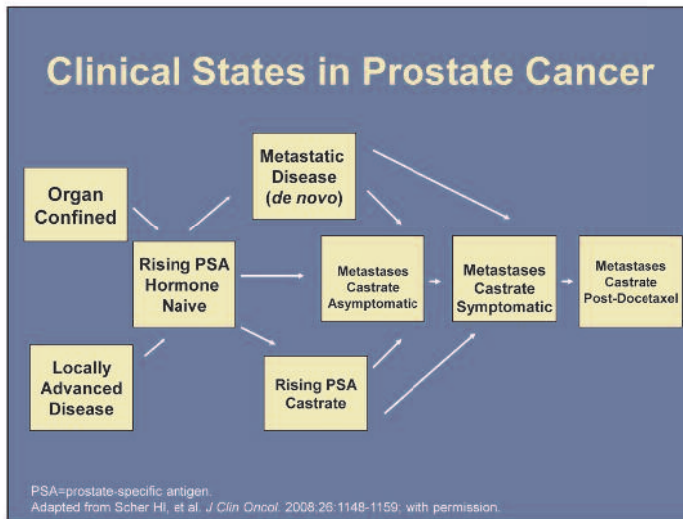 Clinical States in Prostate Cancer
Organ
Confined
Locally
Advanced
Disease
Rising PSA
Hormone
Naive
Metastatic
Disease
(de novo)
Metastases
Castrate
Asymptomatic
Rising PSA
Castrate
Metastases
Castrate
Symptomatic
Metastases
Castrate
Post-Docetaxel
PSA=prostate-specific antigen.
Adapted from Scher HI, et al. J Clin Oncol. 2008;26:1148-1159; with permission.